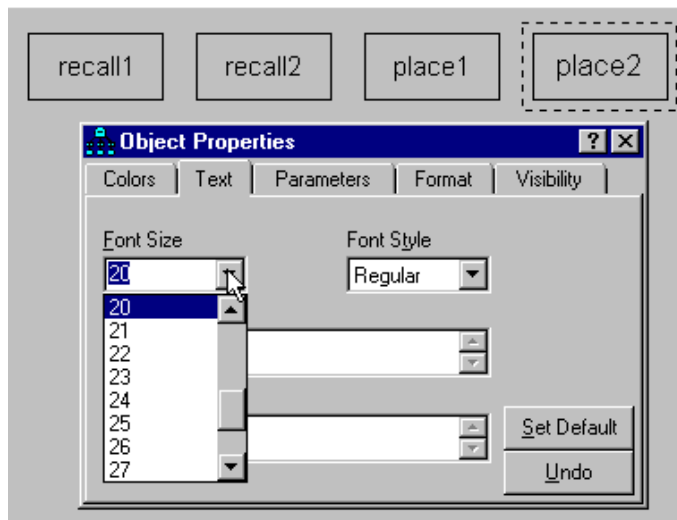 recall1 recall2 place1 place2
Object Properties ?
Colors Text Parameters Format Visibility
Font Size Font Style
20 Regular
20
21
22
23
24
25
26
27
Set Default
Undo